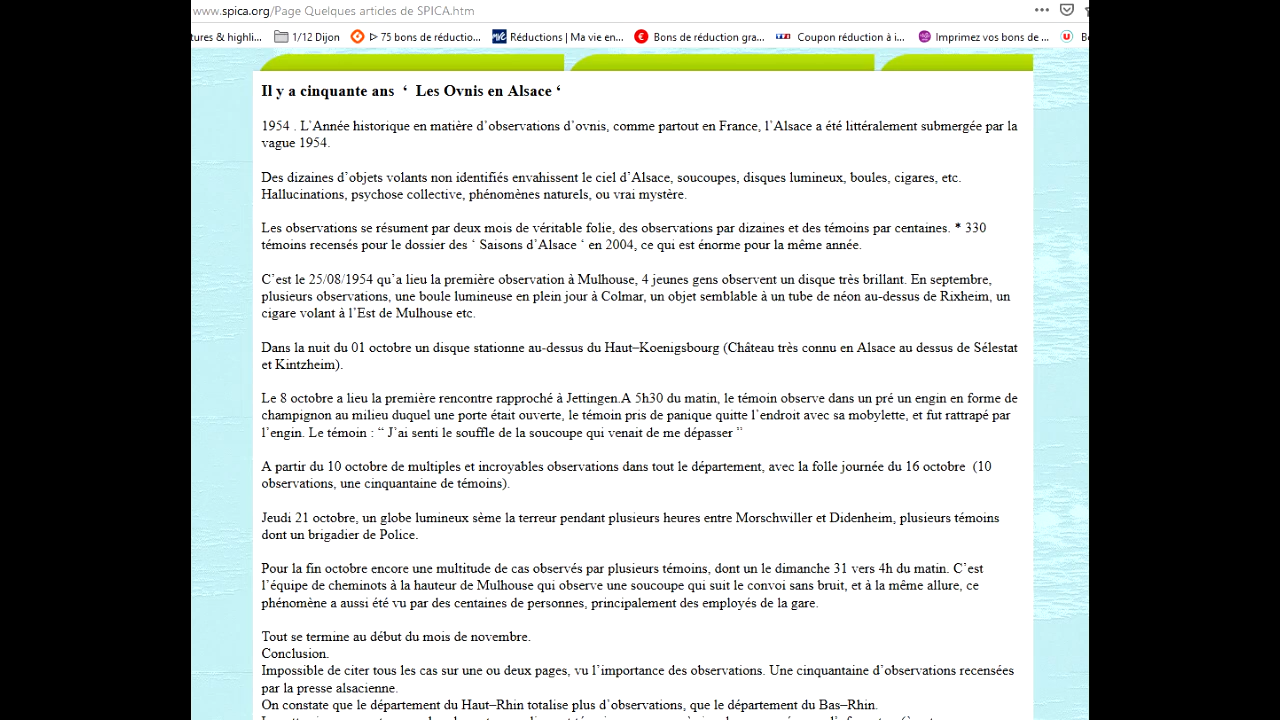 www.spica.org/Page Quelques articles de SPICA.htm
tures & highli...
1/12 Dijon
ᐅ 75 bons de réductio...
Réductions | Ma vie en...
Bons de réduction gra...
Coupon réduction à i...
Imprimez vos bons de ...
Il y a cinquante ans ‘ Les Ovnis en Alsace ‘
1954 . L’Année historique en matière d’observations d’ovnis, comme partout en France, l’Alsace a été littéralement submergée par la
vague 1954.
Des dizaines d’objets volants non identifiés envahissent le ciel d’Alsace, soucoupes, disques lumineux, boules, cigares, etc.
Hallucinations, psychose collective, phénomènes naturels, ou vrai mystère.
Les observations se résument sur deux mois de véritable folie, des observations par dizaines et des témoins par centaines. * 330
témoins recensés pour le dossier des ‘ Saisons d’Alsace ‘ en 2004, ce qui est énorme pour la même année.
C’est le 25/09/1954 qu’a lieu la première observation à Mulhouse, 4 jeunes gens observent un disque très brillant. En septembre,
plusieurs observations, une boule lumineuse en plein jour à Colmar, un objet semblable à un tube de néon au-dessus de Rixheim, un
cigare volant à l’Est de Mulhouse etc.
Dans la nuit du 01 octobre un engin stationne au-dessus du Haut–Koenigsbourg (Château très connu en Alsace au dessus de Sélestat
et Kintzheim).
Le 8 octobre a lieu la première rencontre rapproché à Jettingen.A 5h30 du matin, le témoin observe dans un pré un engin en forme de
champignon au milieu duquel une porte était ouverte, le témoin pris de panique quitte l’endroit avec sa mobylette, et fut rattrapé par
l’engin. Le témoin : “ J’ai senti le souffle de la soucoupe qui venait de me dépasser ”
A partir du 10 octobre de multiples et incroyables observations dans tout le département, avec la folle journée du 16 octobre (10
observations, une cinquantaine de témoins).
Jeudi 21 octobre, un globe lumineux sème la terreur pendant plusieurs heures entre Morschwiller et Didenheim, plusieurs témoins
dont un brigadier de Police.
Pour la fin octobre encore une multitude de cas observés par plusieurs témoins, dont un le dimanche 31 vers 4h du matin. C’est
l’équipe de cheminots à la hauteur de Mulhouse qui observe une soucoupe qui suit le convoi sans bruit, et à la même allure, ce
phénomène a aussi été vu par des centaines de personnes, principalement des employés de la gare.
Tout se termine au début du mois de novembre.
Conclusion.
Impossible de citer tous les cas sur une ou deux pages, vu l’importance des observations. Une cinquantaine d’observations recensées
par la presse alsacienne.
On constate que le département du Haut–Rhin totalise plus d’observations, que le département du Bas–Rhin.